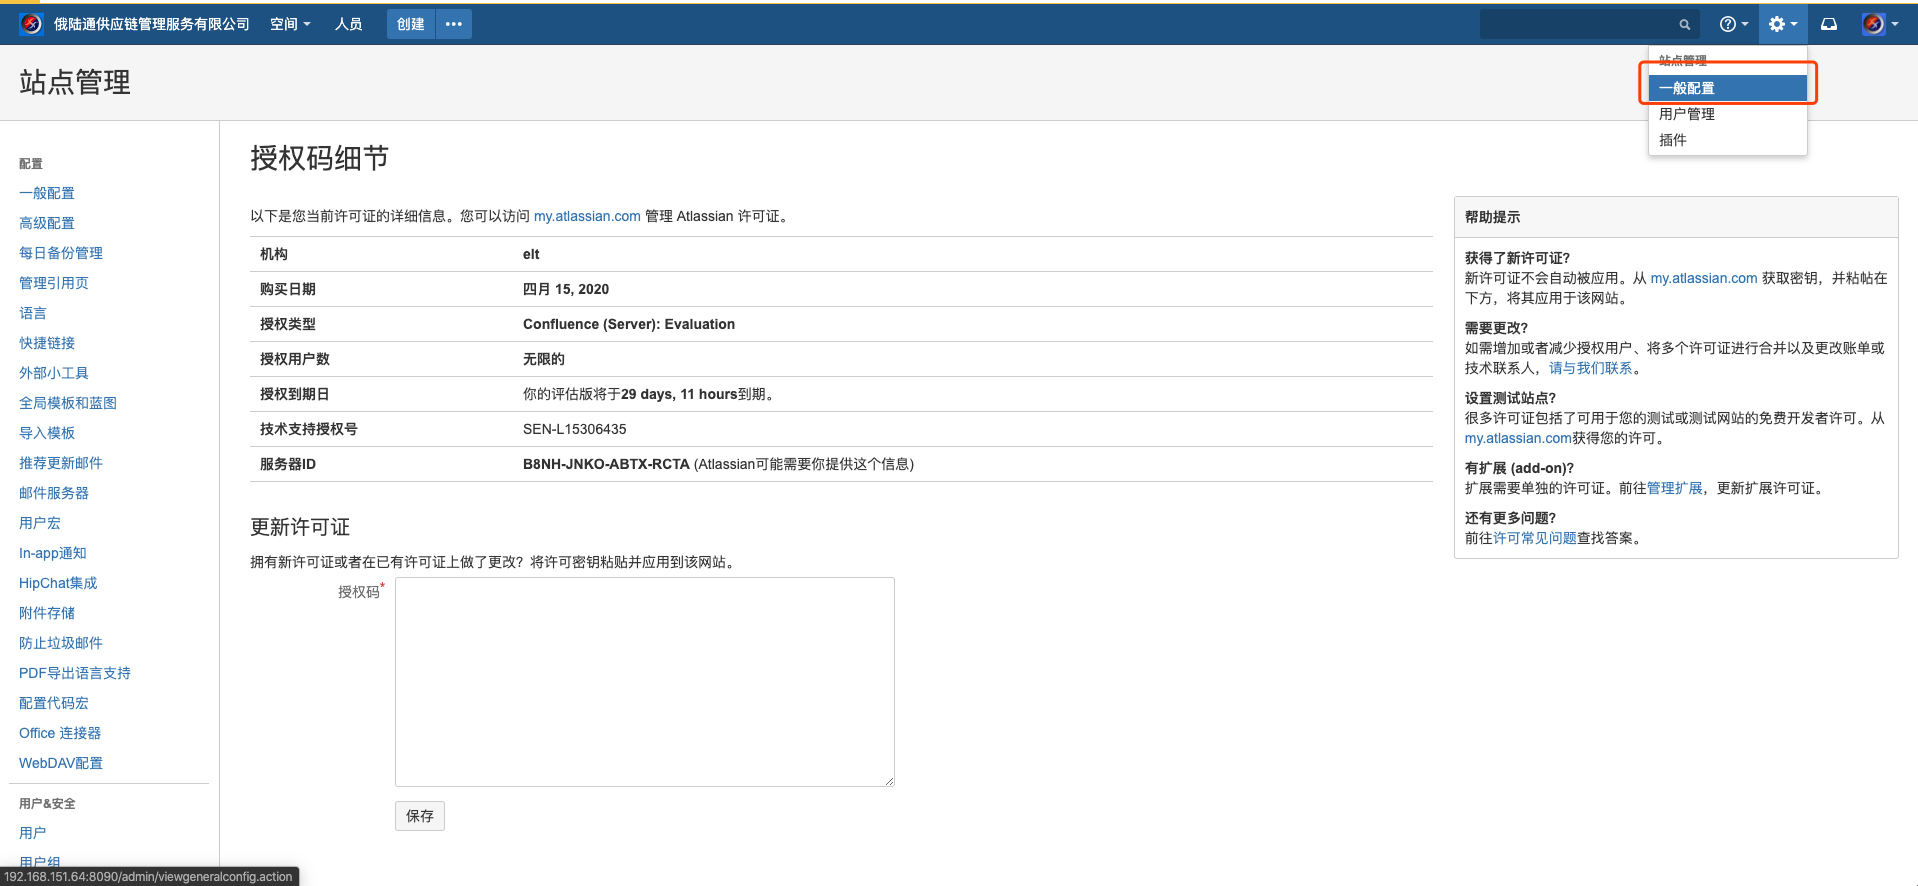 俄陆通供应链管理服务有限公司 空间 人员 创建 •••
站点管理
站点管理
一般配置
用户管理
插件
配置
一般配置
高级配置
每日备份管理
管理引用页
语言
快捷链接
外部小工具
全局模板和蓝图
导入模板
推荐更新邮件
邮件服务器
用户宏
In-app通知
HipChat集成
附件存储
防止垃圾邮件
PDF导出语言支持
配置代码宏
Office 连接器
WebDAV配置
用户&安全
用户
用户组
授权码细节
以下是您当前许可证的详细信息。您可以访问 my.atlassian.com 管理 Atlassian 许可证。
机构 elt
购买日期 四月 15, 2020
授权类型 Confluence (Server): Evaluation
授权用户数 无限的
授权到期日 你的评估版将于29 days, 11 hours到期。
技术支持授权号 SEN-L15306435
服务器ID B8NH-JNKO-ABTX-RCTA (Atlassian可能需要你提供这个信息)
更新许可证
拥有新许可证或者在已有许可证上做了更改？将许可密钥粘贴并应用到该网站。
授权码*
保存
帮助提示
获得了新许可证?
新许可证不会自动被应用。从 my.atlassian.com 获取密钥，并粘帖在
下方，将其应用于该网站。
需要更改?
如需增加或者减少授权用户、将多个许可证进行合并以及更改账单或
技术联系人，请与我们联系。
设置测试站点?
很多许可证包括了可用于您的测试或测试网站的免费开发者许可。从
my.atlassian.com获得您的许可。
有扩展 (add-on)?
扩展需要单独的许可证。前往管理扩展，更新扩展许可证。
还有更多问题?
前往许可常见问题查找答案。
192.168.151.64:8090/admin/viewgeneralconfig.action